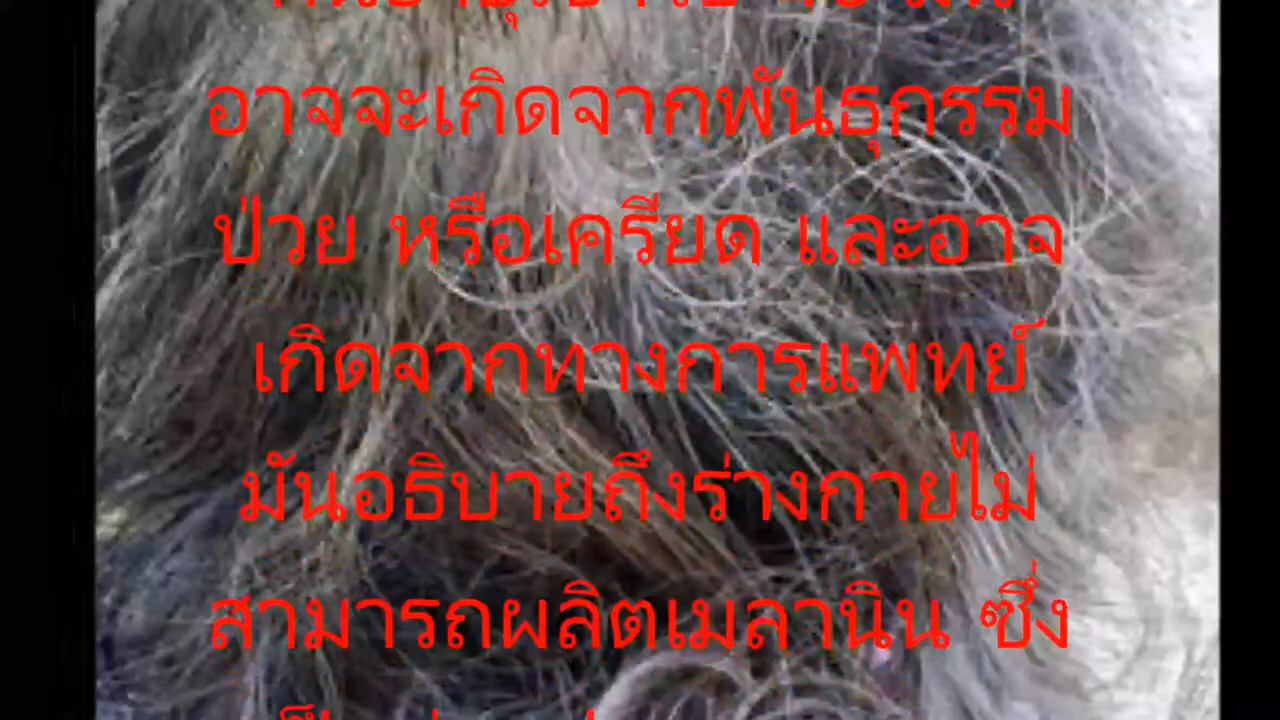 อาจจะเกิดจากพันธุกรรม
ป่วย หรือเครียด และอาจ
เกิดจากทางการแพทย์
มันอธิบายถึงร่างกายไม่
สามารถผลิตเมลานิน ซึ่ง